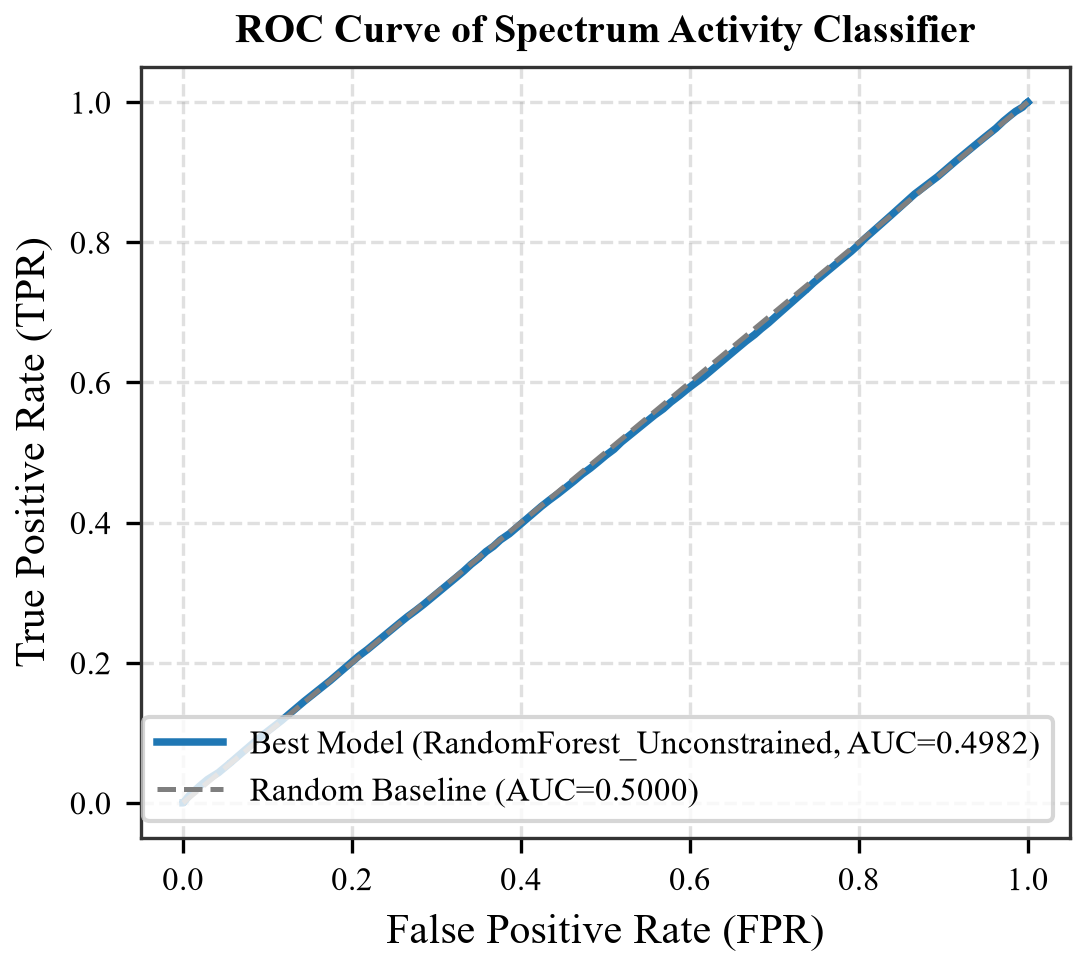 ROC Curve of Spectrum Activity Classifier
True Positive Rate (TPR)
1.0
0.8
0.6
0.4
0.2
0.0
Best Model (RandomForest_Unconstrained, AUC=0.4982)
Random Baseline (AUC=0.5000)
0.0 0.2 0.4 0.6 0.8 1.0
False Positive Rate (FPR)